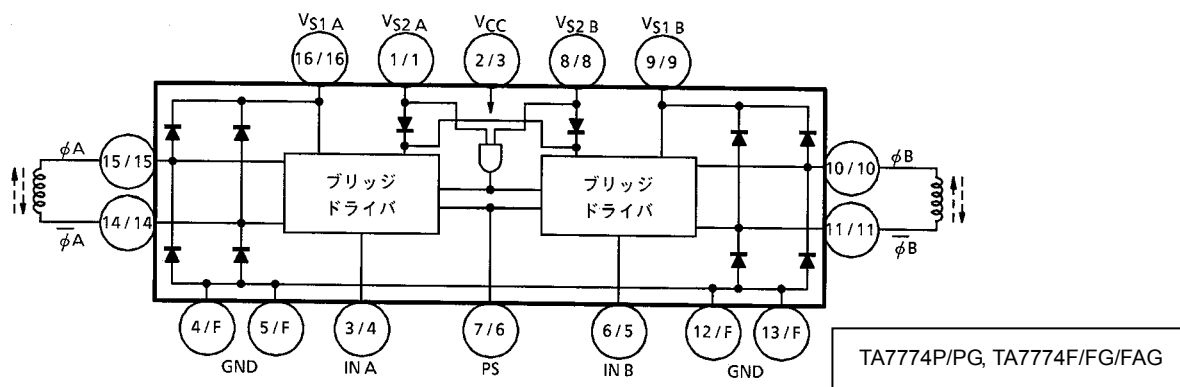 VS1 A VS2 A VCC VS2 B VS1 B
16/16 1/1 2/3 8/8 9/9
φA 15/15 10/10 φB
ブリッジ ブリッジ
ドライバ ドライバ
φ̅A 14/14 11/11 φ̅B
4/F 5/F 3/4 7/6 6/5 12/F 13/F
GND IN A PS IN B GND
TA7774P/PG, TA7774F/FG/FAG